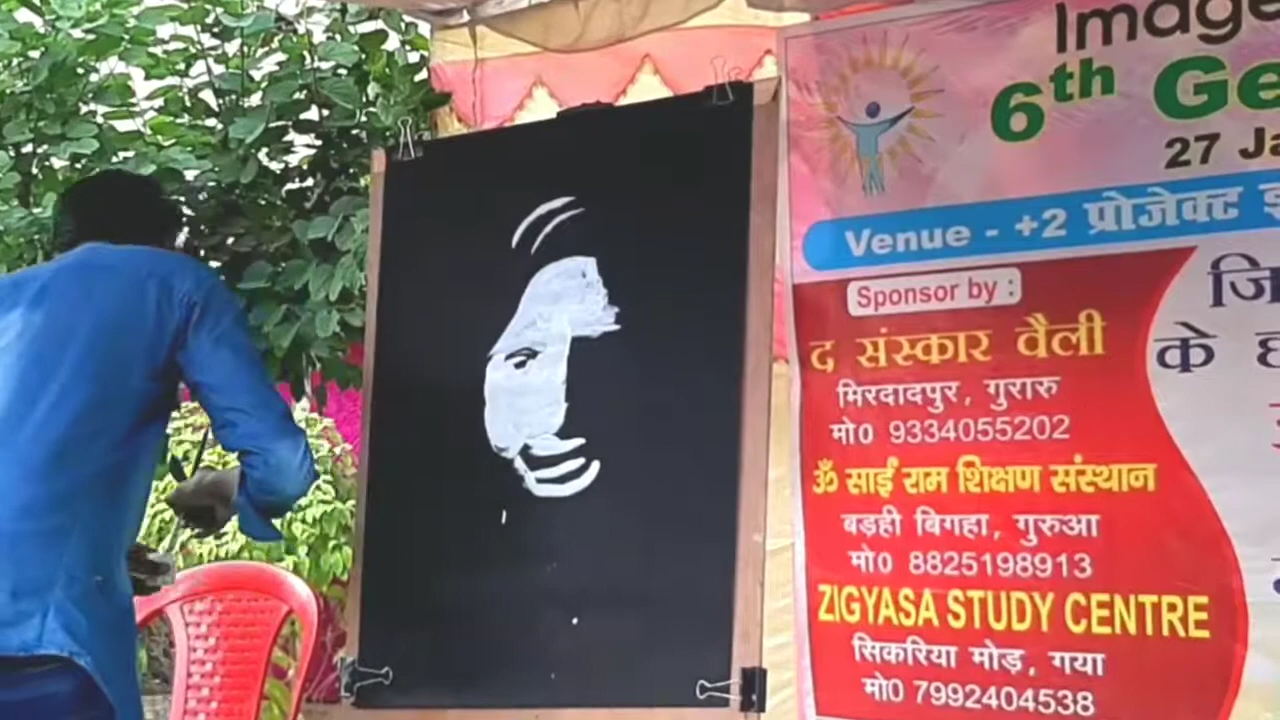 Image
6th Ge
27 Ja
Venue - +2 प्रोजेक्ट इ
Sponsor by :
द संस्कार वैली
मिरदादपुर, गुरारु
मो0 9334055202
ॐ साईं राम शिक्षण संस्थान
बड़ही बिगहा, गुरुआ
मो0 8825198913
ZIGYASA STUDY CENTRE
सिकरिया मोड़, गया
मो0 7992404538
जि
के